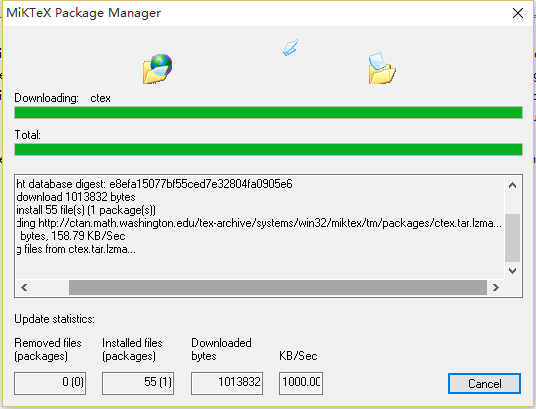 MiKTeX Package Manager
Downloading: ctex
Total:
ht database digest: e8efa15077bf55ced7e32804fa0905e6
download 1013832 bytes
install 55 file(s) (1 package(s))
ding http://ctan.math.washington.edu/tex-archive/systems/win32/miktex/tm/packages/ctex.tar.lzma...
bytes, 158.79 KB/Sec
g files from ctex.tar.lzma...
Update statistics:
Removed files (packages)
Installed files (packages)
Downloaded bytes
KB/Sec
0 (0)
55 (1)
1013832
1000.00
Cancel